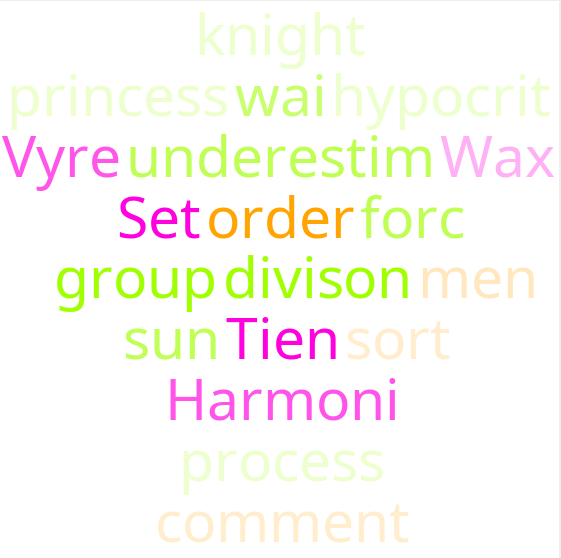 knight
princess wai hypocrit
Vyre underestim Wax
Set order forc
group divison men
sun Tien sort
Harmoni
process
comment